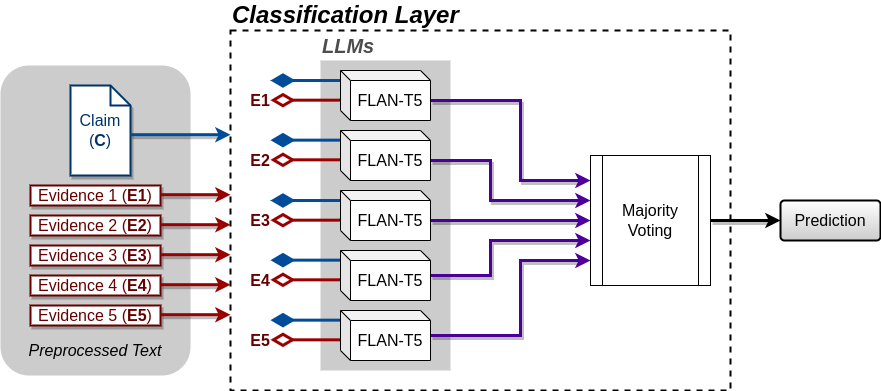 Classification Layer
LLMs
Claim
(C)
Evidence 1 (E1)
Evidence 2 (E2)
Evidence 3 (E3)
Evidence 4 (E4)
Evidence 5 (E5)
Preprocessed Text
E1
FLAN-T5
E2
FLAN-T5
E3
FLAN-T5
E4
FLAN-T5
E5
FLAN-T5
Majority
Voting
Prediction